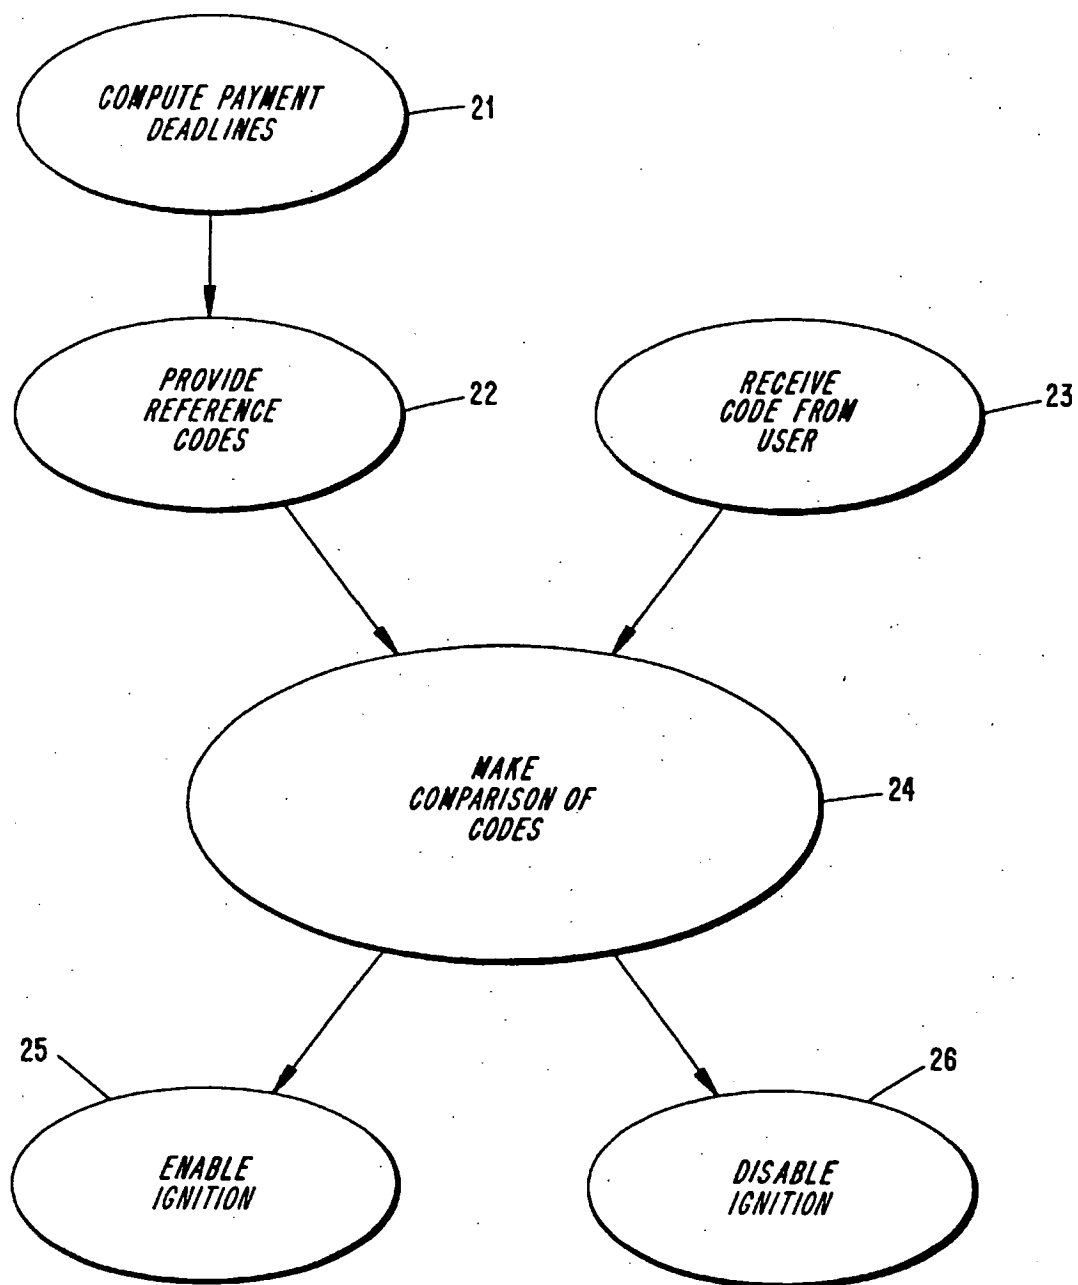 COMPUTE PAYMENT
DEADLINES
21
PROVIDE
REFERENCE
CODES
22
RECEIVE
CODE FROM
USER
23
MAKE
COMPARISON OF
CODES
24
25
ENABLE
IGNITION
26
DISABLE
IGNITION